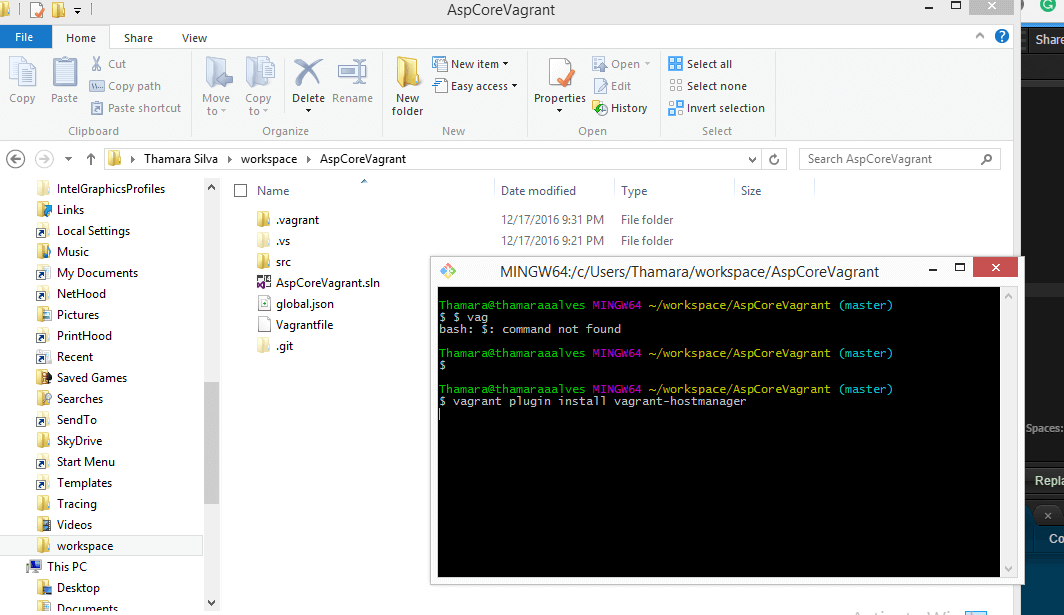 AspCoreVagrant
File Home Share View
Copy
Paste
Cut
Copy path
Paste shortcut
Clipboard
Move to
Copy to
Delete
Rename
Organize
New folder
New item
Easy access
New
Properties
Open
Edit
History
Open
Select all
Select none
Invert selection
Select
Thamara Silva workspace AspCoreVagrant
Search AspCoreVagrant
IntelGraphicsProfiles
Links
Local Settings
Music
My Documents
NetHood
Pictures
PrintHood
Recent
Saved Games
Searches
SendTo
SkyDrive
Start Menu
Templates
Tracing
Videos
workspace
This PC
Desktop
Documents
Name Date modified Type Size
.vagrant 12/17/2016 9:31 PM File folder
.vs 12/17/2016 9:21 PM File folder
src
AspCoreVagrant.sln
global.json
Vagrantfile
.git
MINGW64:/c/Users/Thamara/workspace/AspCoreVagrant
Thamara@thamaraaalves MINGW64 ~/workspace/AspCoreVagrant (master)
$ $ vag
bash: $: command not found
Thamara@thamaraaalves MINGW64 ~/workspace/AspCoreVagrant (master)
$
Thamara@thamaraaalves MINGW64 ~/workspace/AspCoreVagrant (master)
$ vagrant plugin install vagrant-hostmanager
Share
Spaces:
Repla
Co